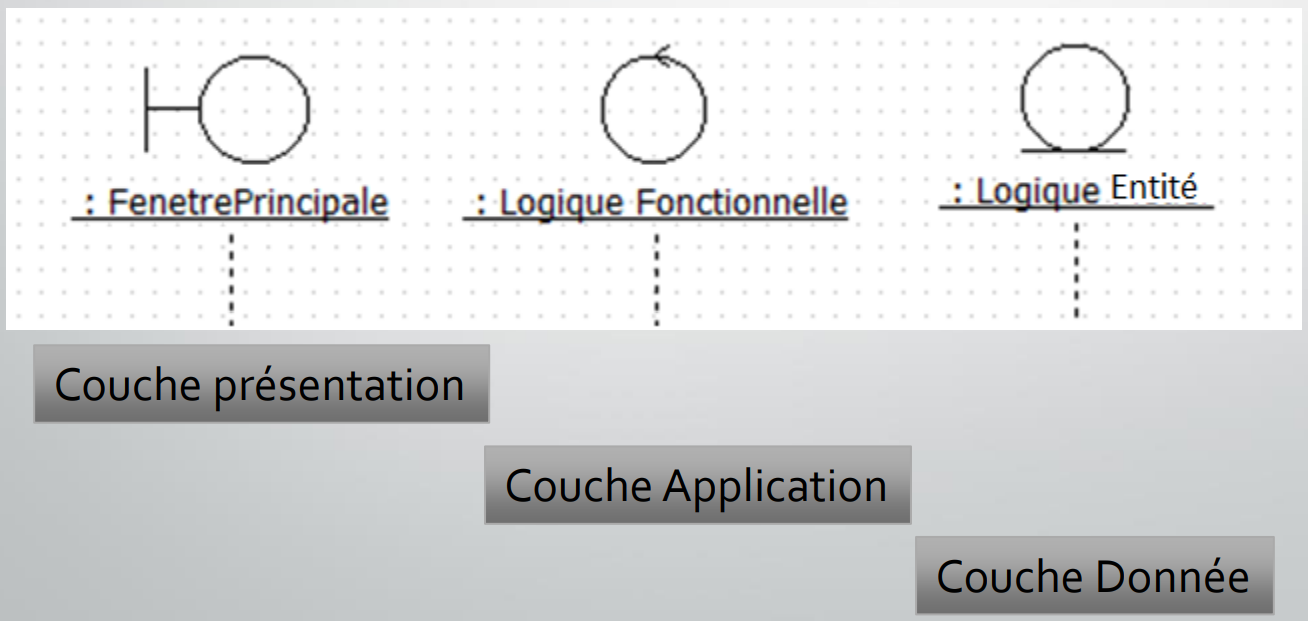 : FenetrePrincipale
: Logique Fonctionnelle
: Logique Entité
Couche présentation
Couche Application
Couche Donnée